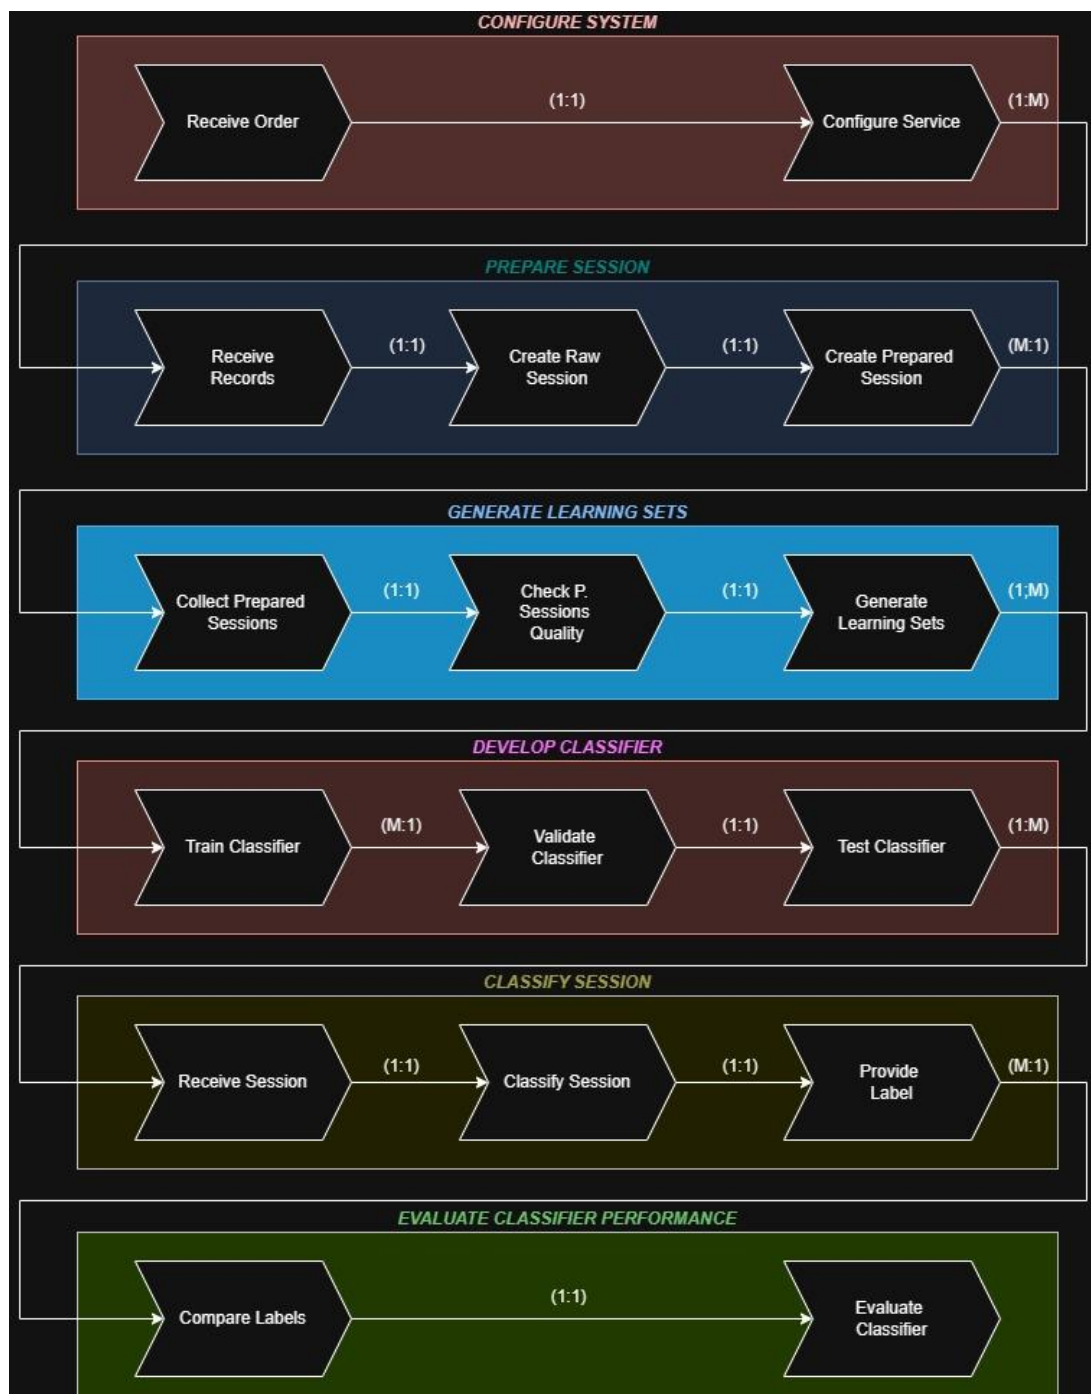 CONFIGURE SYSTEM
Receive Order
(1:1)
Configure Service
(1:M)
PREPARE SESSION
Receive
Records
(1:1)
Create Raw
Session
(1:1)
Create Prepared
Session
(M:1)
GENERATE LEARNING SETS
Collect Prepared
Sessions
(1:1)
Check P.
Sessions
Quality
(1:1)
Generate
Learning Sets
(1;M)
DEVELOP CLASSIFIER
Train Classifier
(M:1)
Validate
Classifier
(1:1)
Test Classifier
(1:M)
CLASSIFY SESSION
Receive Session
(1:1)
Classify Session
(1:1)
Provide
Label
(M:1)
EVALUATE CLASSIFIER PERFORMANCE
Compare Labels
(1:1)
Evaluate
Classifier